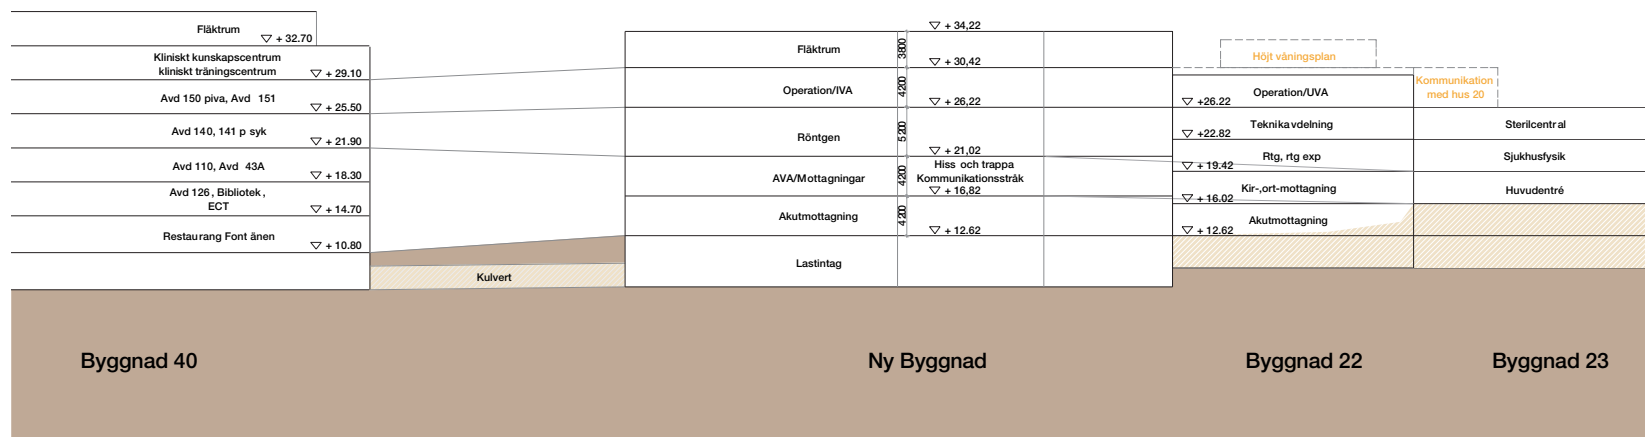 Fläktrum
+ 32.70
Kliniskt kunskapscentrum
kliniskt träningscentrum
+ 29.10
Avd 150 piva, Avd 151
+ 25.50
Avd 140, 141 p syk
+ 21.90
Avd 110, Avd 43A
+ 18.30
Avd 126, Bibliotek,
ECT
+ 14.70
Restaurang Font änen
+ 10.80
Kulvert
+ 34,22
Fläktrum
3800
+ 30,42
Operation/IVA
4200
+ 26,22
Röntgen
5200
+ 21,02
AVA/Mottagningar
4200
Hiss och trappa
Kommunikationsstråk
+ 16,82
Akutmottagning
4200
+ 12.62
Lastintag
Höjt våningsplan
Kommunikation
med hus 20
Operation/UVA
+26.22
Teknikavdelning
+22.82
Rtg, rtg exp
+ 19.42
Kir-,ort-mottagning
+ 16.02
Akutmottagning
+ 12.62
Sterilcentral
Sjukhusfysik
Huvudentré
Byggnad 40
Ny Byggnad
Byggnad 22
Byggnad 23